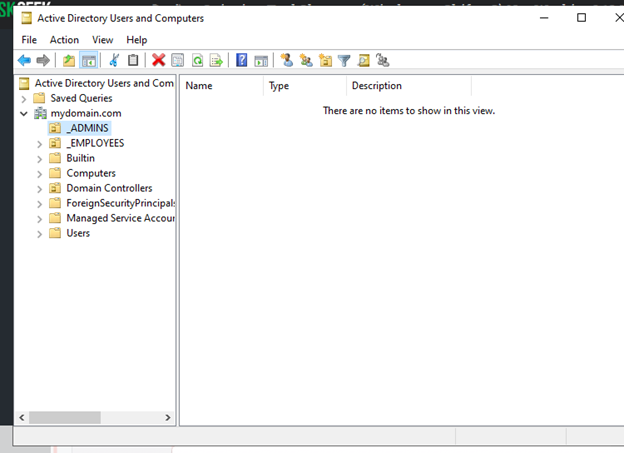 SK
Active Directory Users and Computers
File Action View Help
Active Directory Users and Com
Name Type Description
Saved Queries
There are no items to show in this view.
mydomain.com
_ADMINS
_EMPLOYEES
Builtin
Computers
Domain Controllers
ForeignSecurityPrincipals
Managed Service Accour
Users